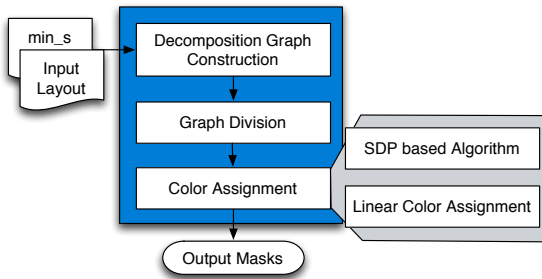 min_s
Input
Layout
Decomposition Graph
Construction
Graph Division
Color Assignment
SDP based Algorithm
Linear Color Assignment
Output Masks